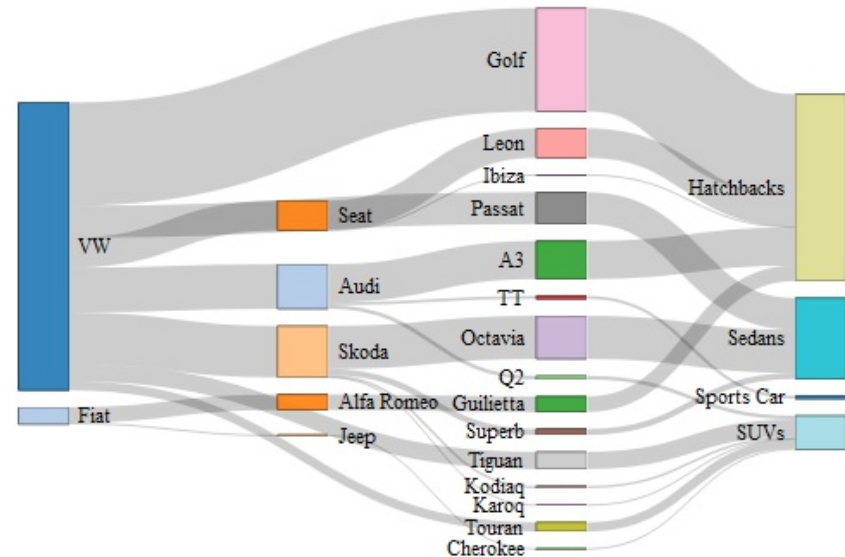 VW
Fiat
Seat
Audi
Skoda
Alfa Romeo
Jeep
Golf
Leon
Ibiza
Passat
A3
TT
Octavia
Q2
Guilietta
Superb
Tiguan
Kodiaq
Karoq
Touran
Cherokee
Hatchbacks
Sedans
Sports Car
SUVs